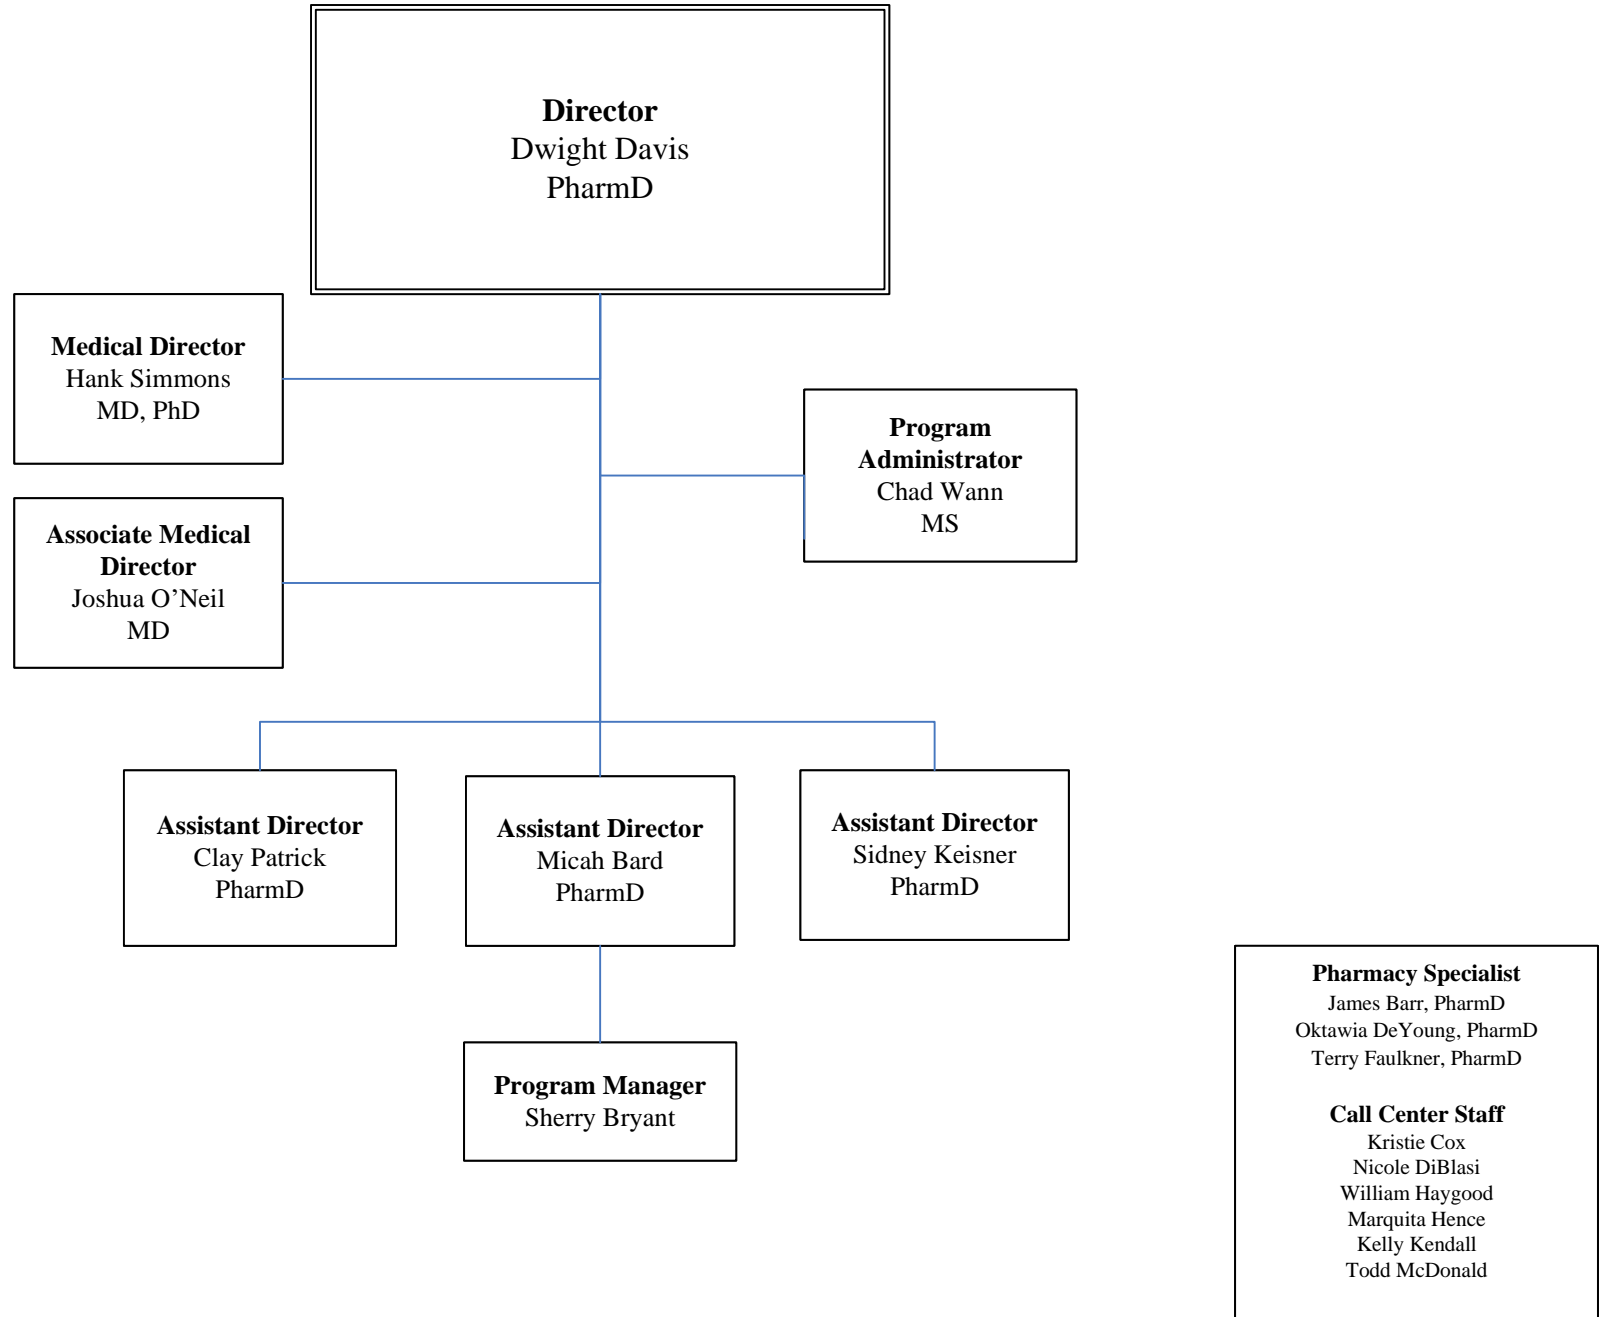 Director
Dwight Davis
PharmD
Medical Director
Hank Simmons
MD, PhD
Program
Administrator
Chad Wann
MS
Associate Medical
Director
Joshua O’Neil
MD
Assistant Director
Clay Patrick
PharmD
Assistant Director
Micah Bard
PharmD
Assistant Director
Sidney Keisner
PharmD
Program Manager
Sherry Bryant
Pharmacy Specialist
James Barr, PharmD
Oktawia DeYoung, PharmD
Terry Faulkner, PharmD
Call Center Staff
Kristie Cox
Nicole DiBlasi
William Haygood
Marquita Hence
Kelly Kendall
Todd McDonald